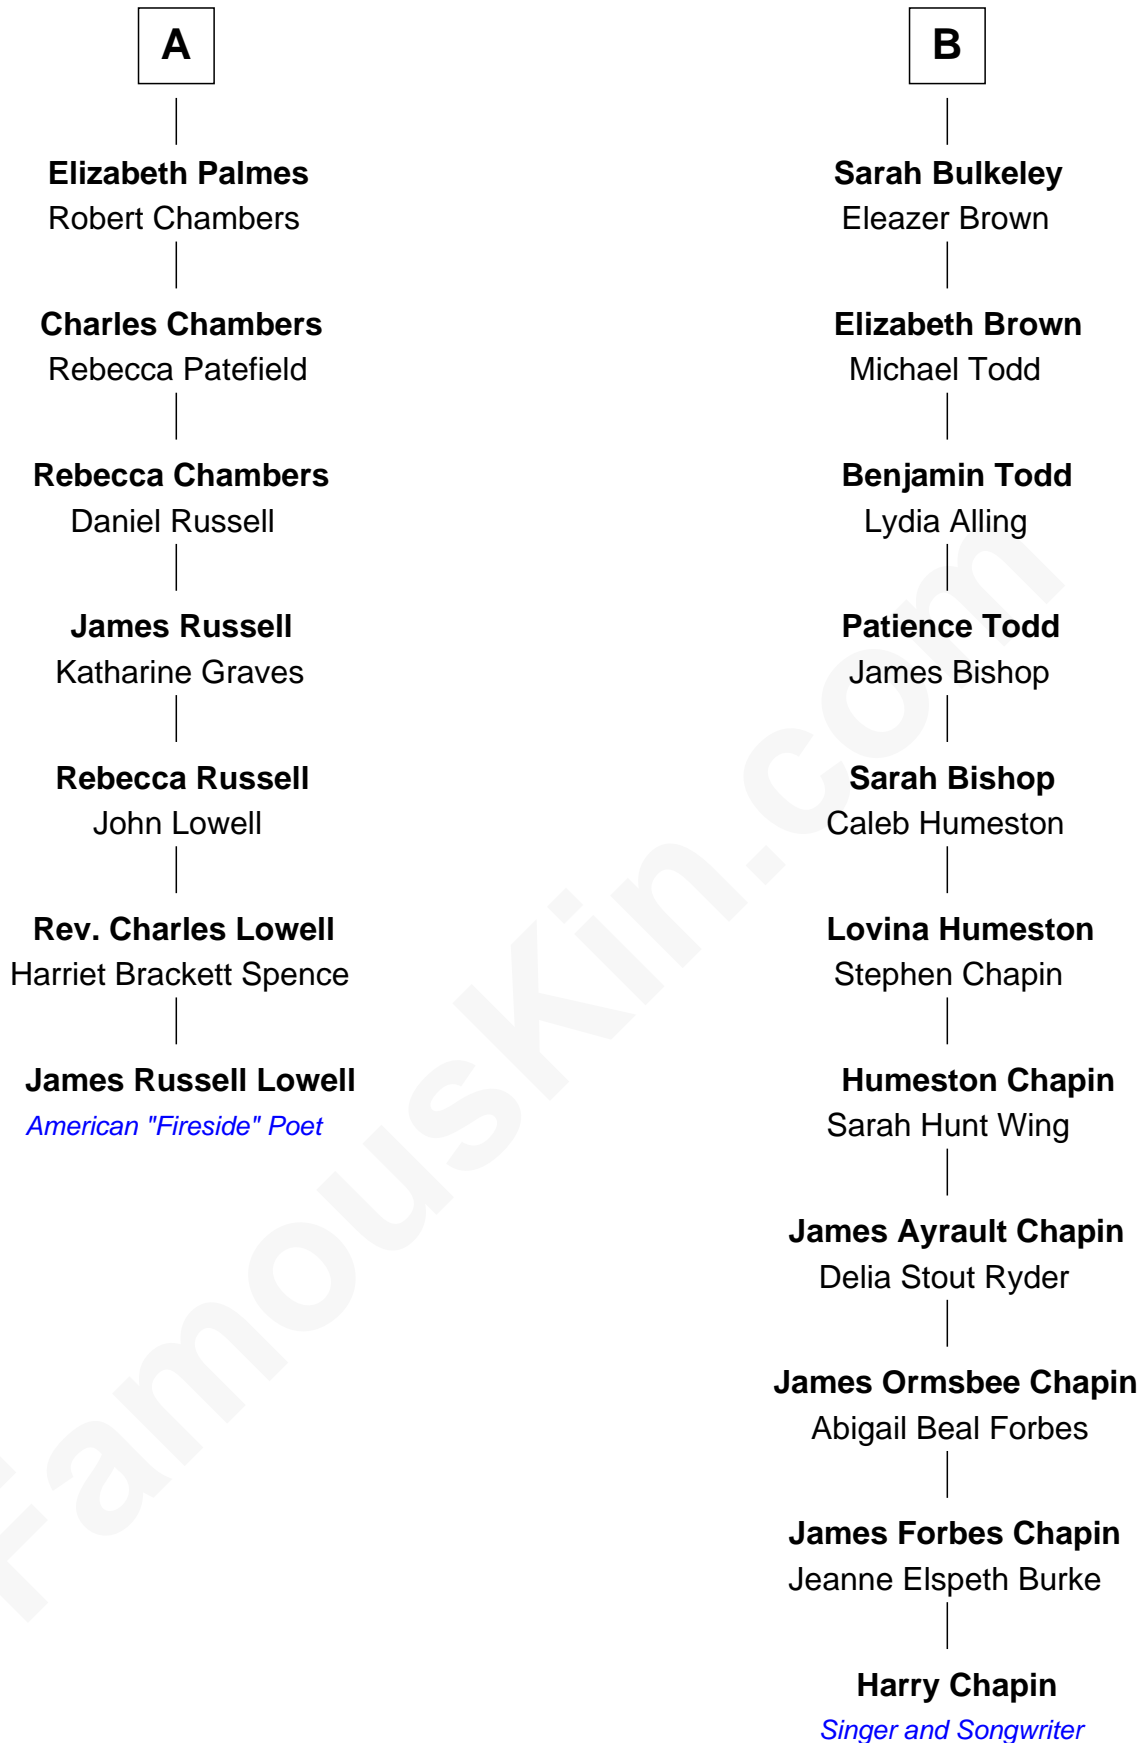 A
Elizabeth Palmes
Robert Chambers
Charles Chambers
Rebecca Patefield
Rebecca Chambers
Daniel Russell
James Russell
Katharine Graves
Rebecca Russell
John Lowell
Rev. Charles Lowell
Harriet Brackett Spence
James Russell Lowell
American "Fireside" Poet
B
Sarah Bulkeley
Eleazer Brown
Elizabeth Brown
Michael Todd
Benjamin Todd
Lydia Alling
Patience Todd
James Bishop
Sarah Bishop
Caleb Humeston
Lovina Humeston
Stephen Chapin
Humeston Chapin
Sarah Hunt Wing
James Ayrault Chapin
Delia Stout Ryder
James Ormsbee Chapin
Abigail Beal Forbes
James Forbes Chapin
Jeanne Elspeth Burke
Harry Chapin
Singer and Songwriter
FamousKin.com